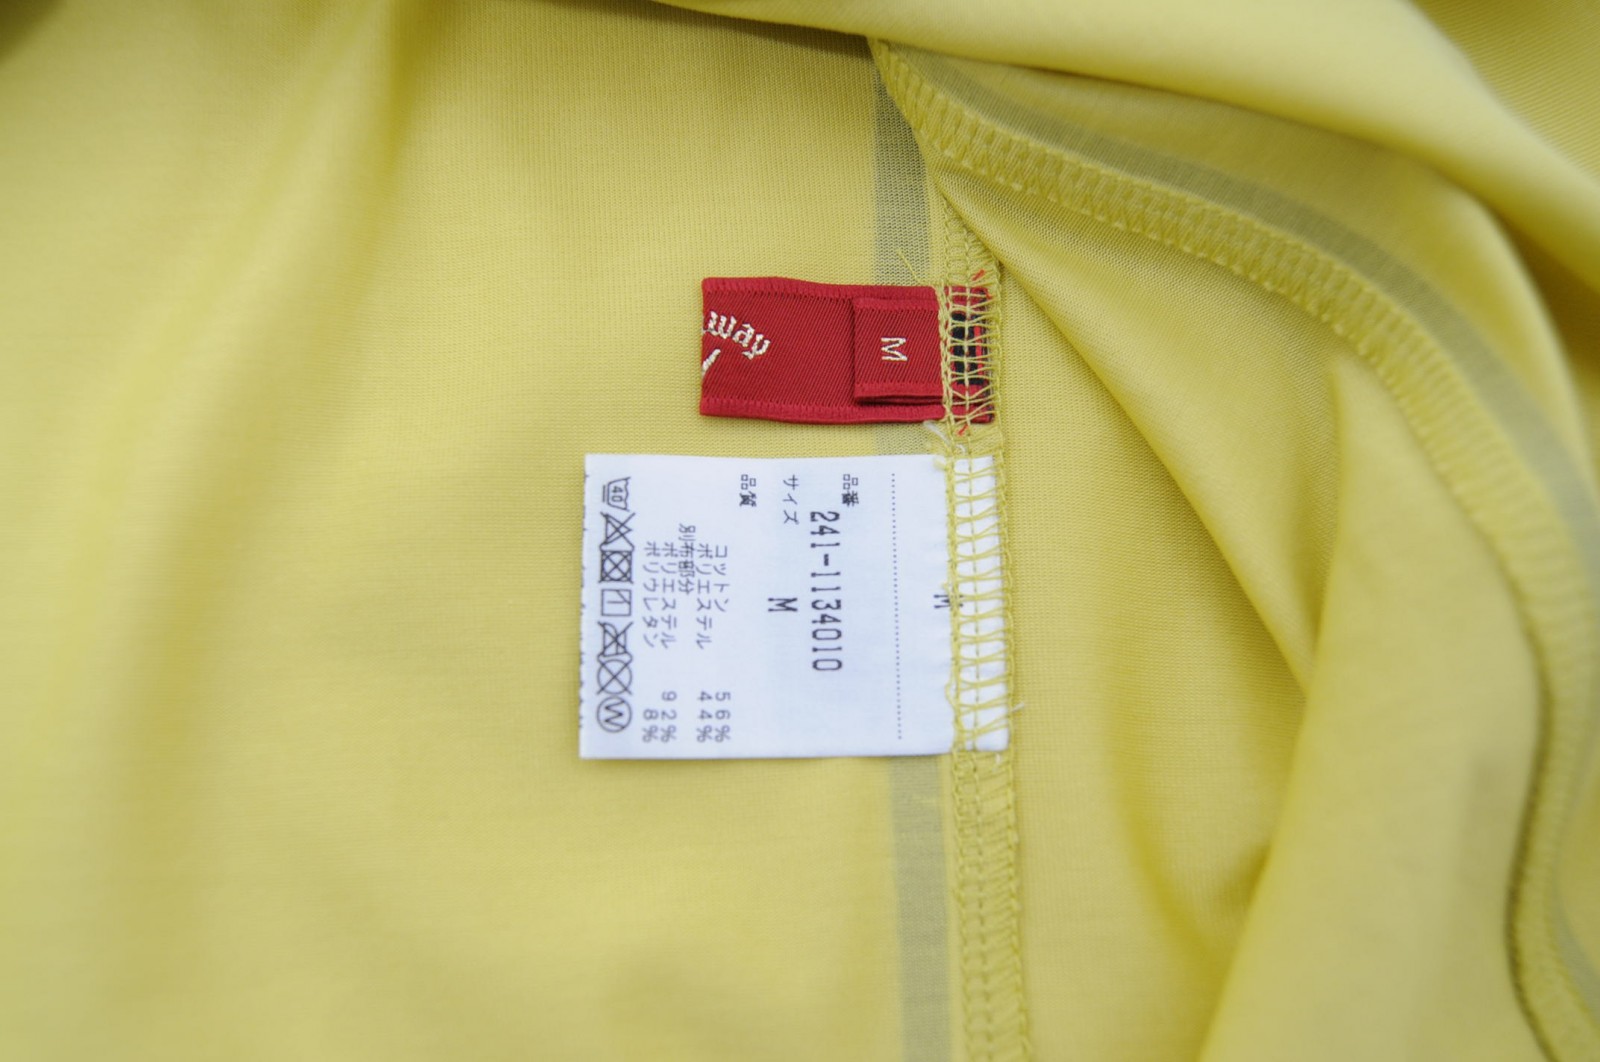 way
M
M
品番
241-1134010
サイズ
M
品質
コットン 56%
ポリエステル 44%
別布部分
ポリエステル 92%
ポリウレタン 8%
40
W